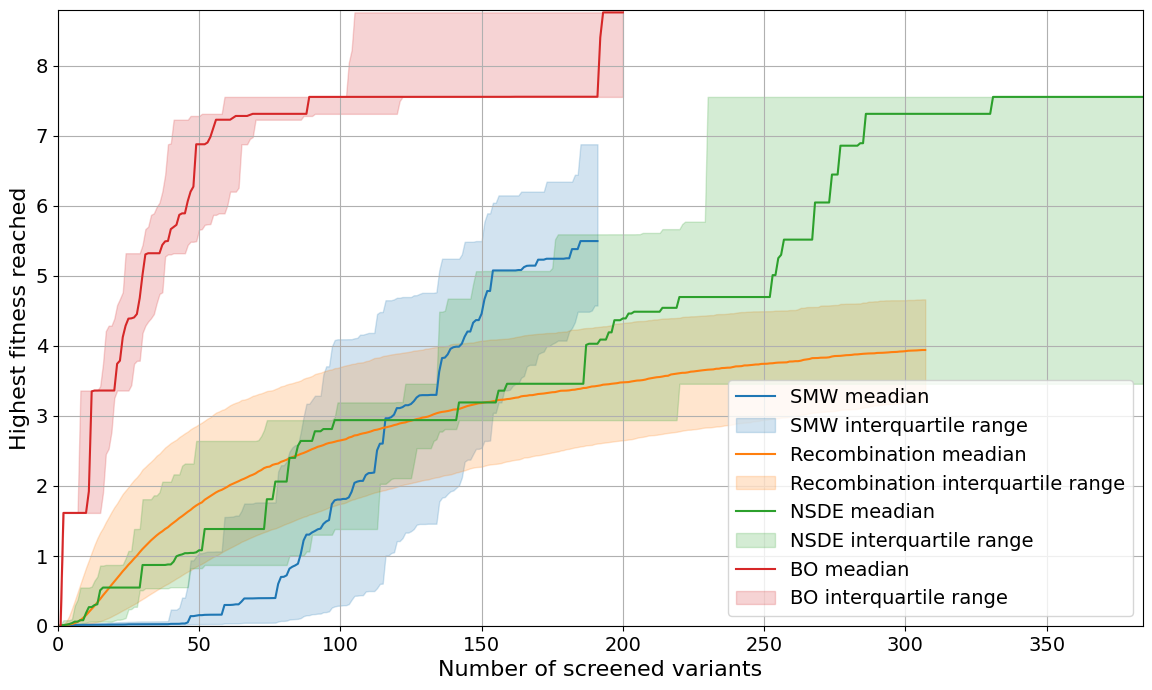 Highest fitness reached
8
7
6
5
4
3
2
1
0
0 50 100 150 200 250 300 350
Number of screened variants
SMW meadian
SMW interquartile range
Recombination meadian
Recombination interquartile range
NSDE meadian
NSDE interquartile range
BO meadian
BO interquartile range